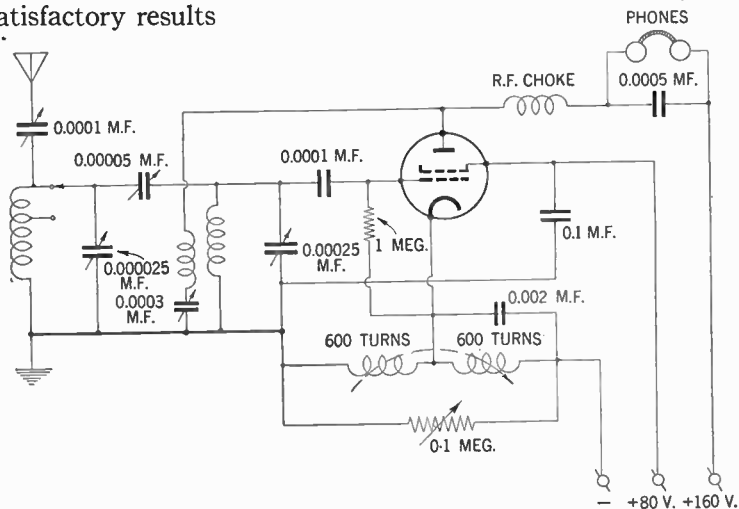 atisfactory results
PHONES
R.F. CHOKE
0.0005 MF.
0.0001 M.F.
0.00005 M.F.
0.0001 M.F.
1 MEG.
0.1 M.F.
0.00025
M.F.
0.000025
M.F.
0.0003
M.F.
0.002 M.F.
600 TURNS
600 TURNS
0·1 MEG.
– +80 V. +160 V.